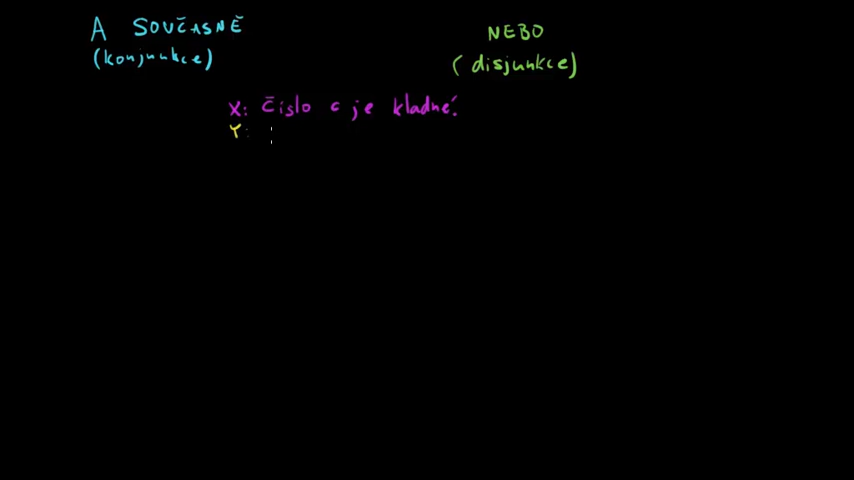 A SOUČASNĚ
(konjunkce)
NEBO
(disjunkce)
X: Číslo c je kladné.
Y: